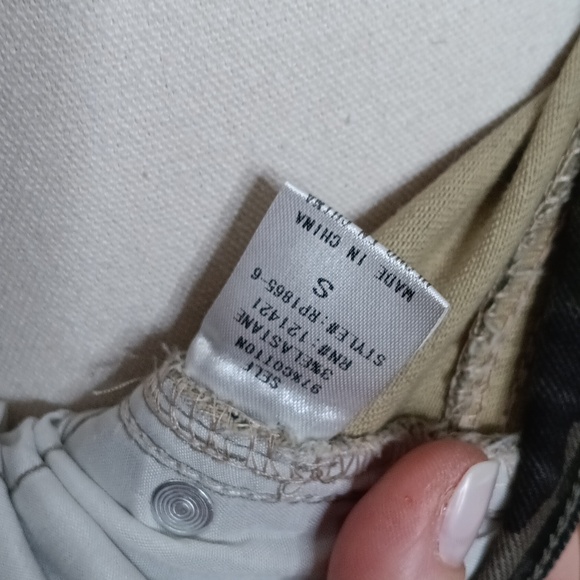 SELF
97%COTTON
3%ELASTANE
RN#:121421
STYLE#:RP1865-6
S
MADE IN CHINA